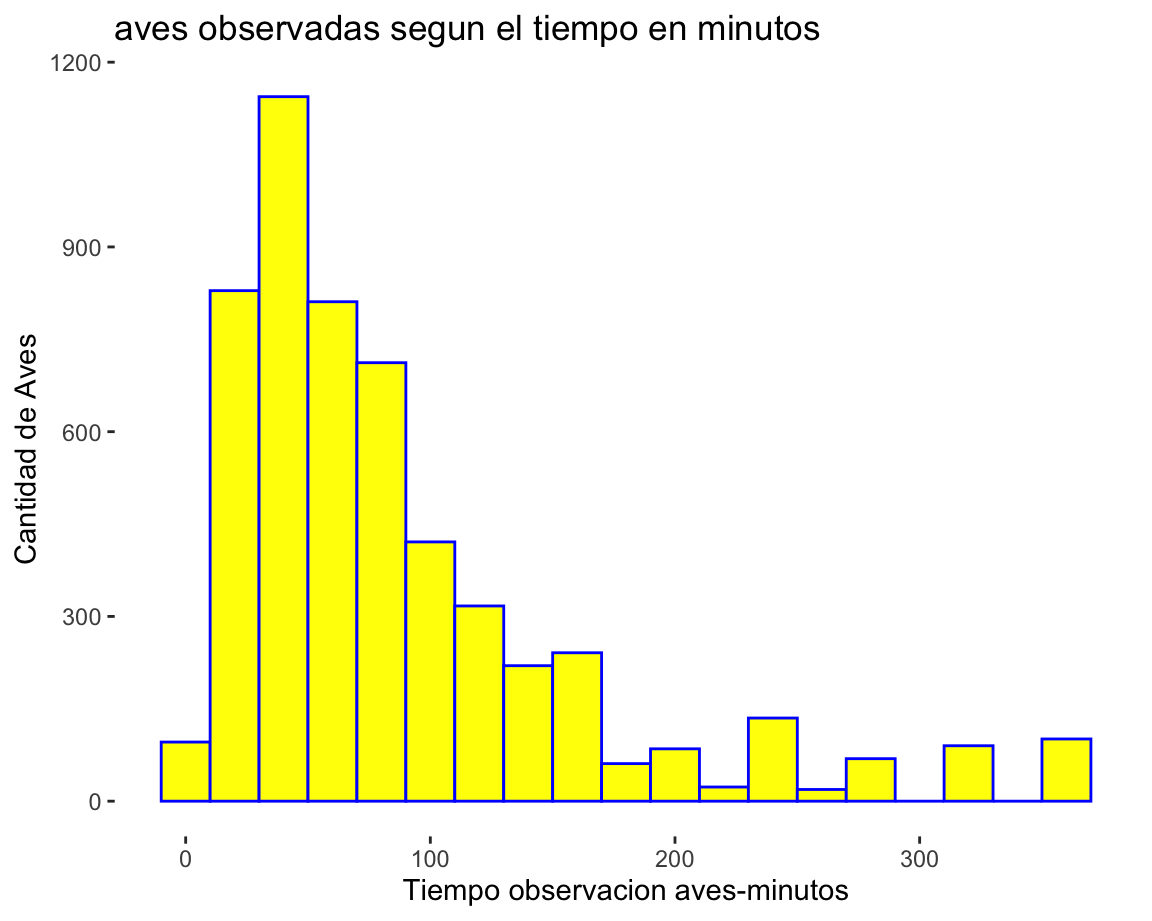 aves observadas segun el tiempo en minutos
1200
900
600
300
0
Cantidad de Aves
0 100 200 300
Tiempo observacion aves-minutos